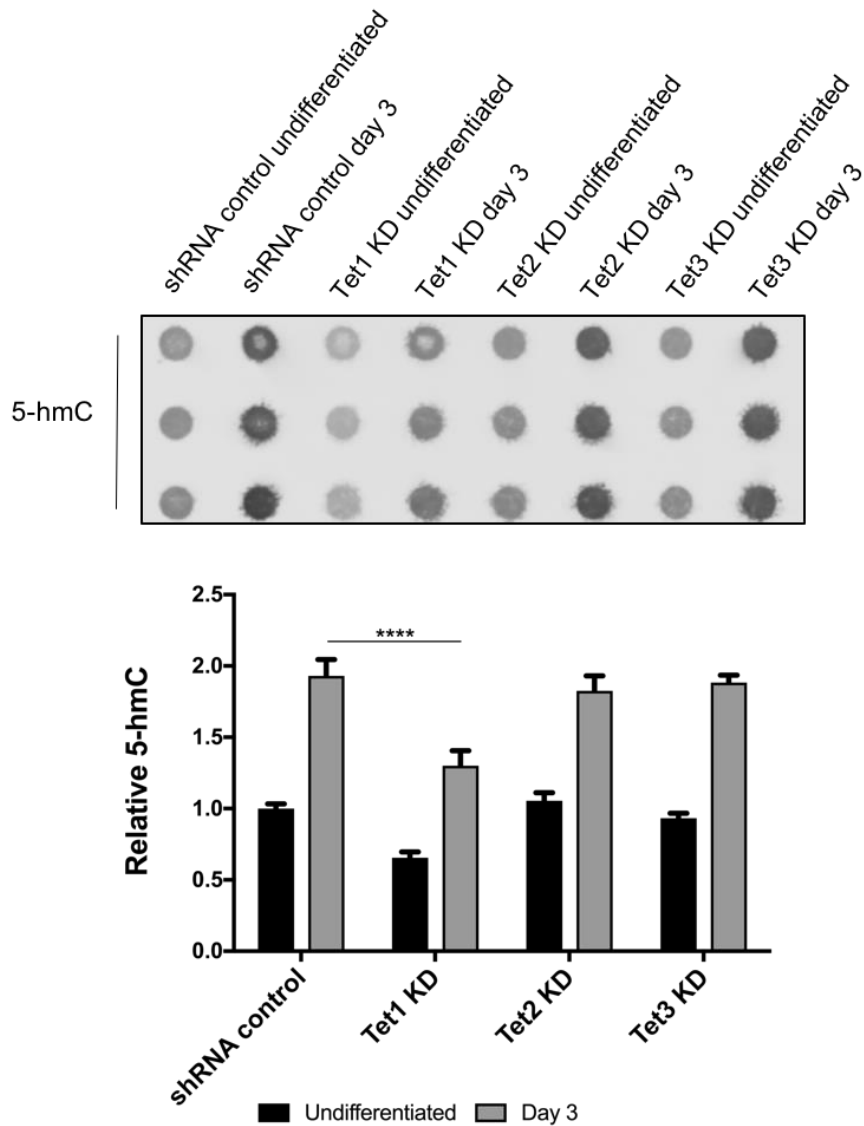 shRNA control undifferentiated
shRNA control day 3
Tet1 KD undifferentiated
Tet1 KD day 3
Tet2 KD undifferentiated
Tet2 KD day 3
Tet3 KD undifferentiated
Tet3 KD day 3
5-hmC
2.5
2.0
1.5
1.0
0.5
0.0
Relative 5-hmC
****
shRNA control
Tet1 KD
Tet2 KD
Tet3 KD
Undifferentiated
Day 3